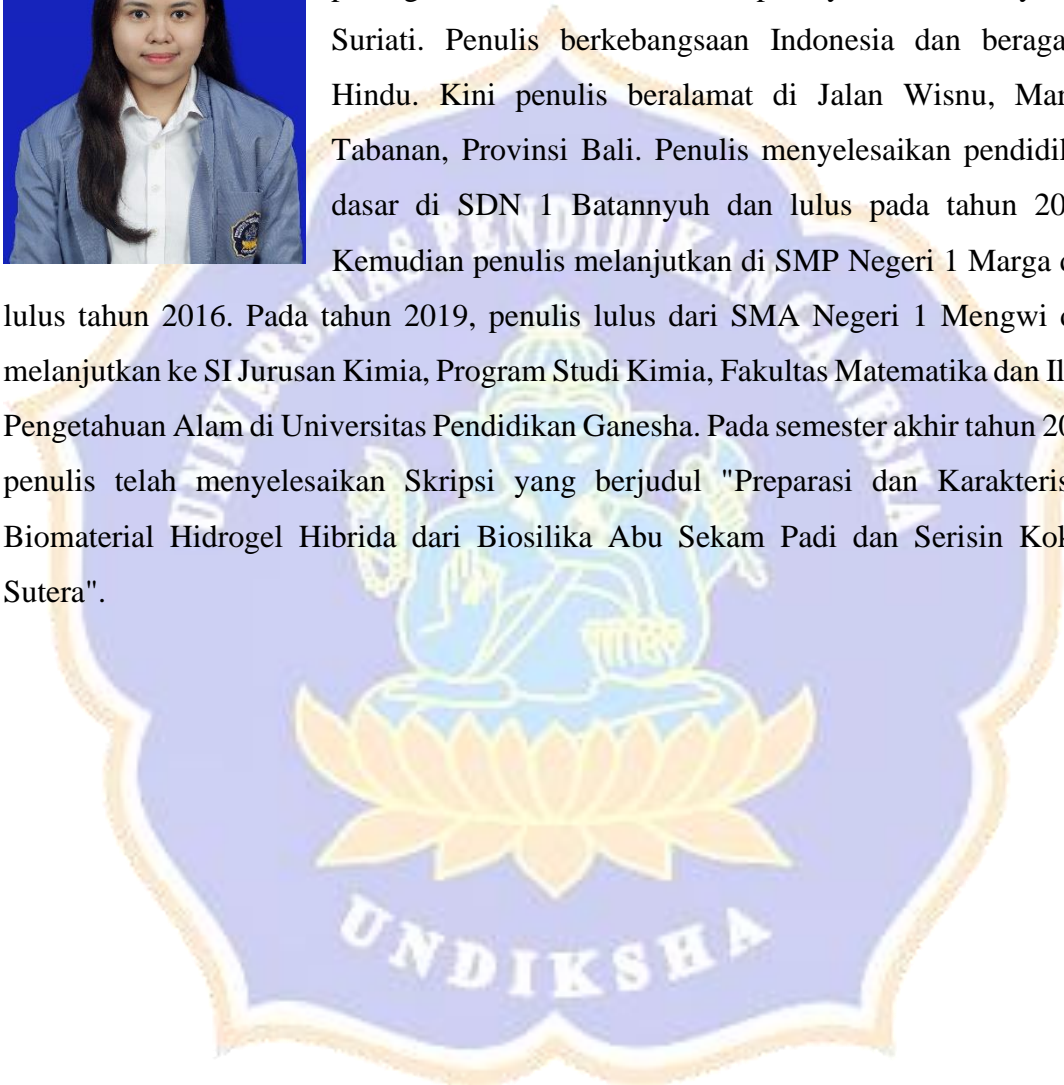 Suriati. Penulis berkebangsaan Indonesia dan beraga
Hindu. Kini penulis beralamat di Jalan Wisnu, Mar
Tabanan, Provinsi Bali. Penulis menyelesaikan pendidi
dasar di SDN 1 Batannyuh dan lulus pada tahun 20
Kemudian penulis melanjutkan di SMP Negeri 1 Marga
lulus tahun 2016. Pada tahun 2019, penulis lulus dari SMA Negeri 1 Mengwi
melanjutkan ke SI Jurusan Kimia, Program Studi Kimia, Fakultas Matematika dan Il
Pengetahuan Alam di Universitas Pendidikan Ganesha. Pada semester akhir tahun 20
penulis telah menyelesaikan Skripsi yang berjudul "Preparasi dan Karakteris
Biomaterial Hidrogel Hibrida dari Biosilika Abu Sekam Padi dan Serisin Kok
Sutera".
UNIVERSITAS PENDIDIKAN GANESHA
UNDIKSHA